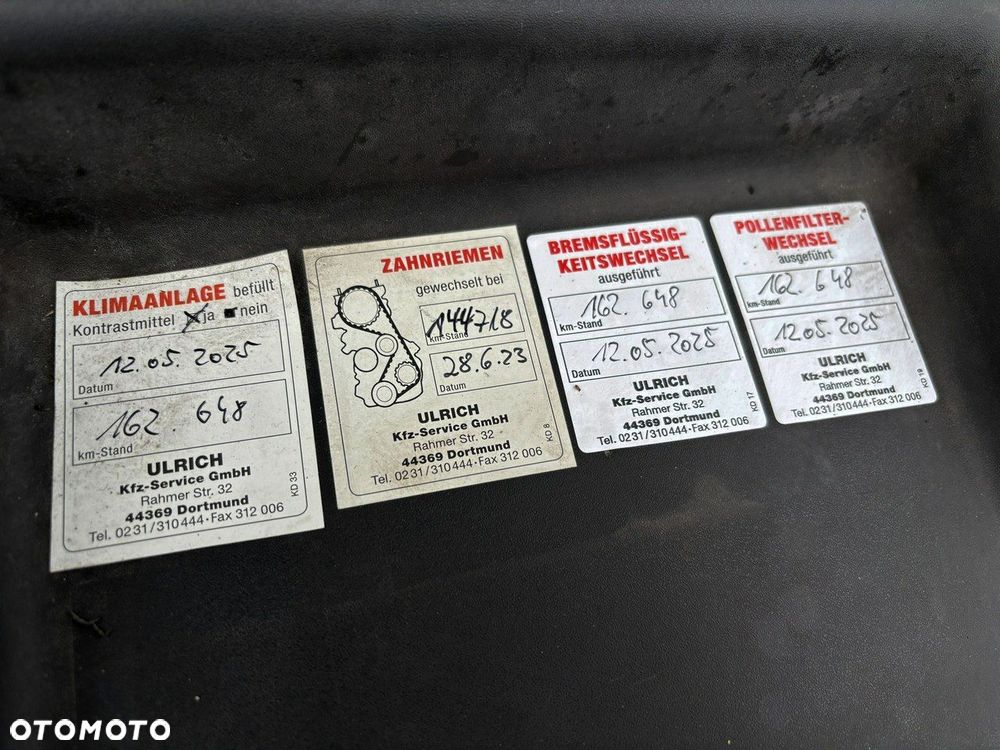 KLIMAANLAGE befüllt
Kontrastmittel ja nein
12.05.2025
Datum
162.648
km-Stand
ULRICH
Kfz-Service GmbH
Rahmer Str. 32
44369 Dortmund
Tel. 0231/310444·Fax 312 006
KD 33
ZAHNRIEMEN
gewechselt bei
144718
km-Stand
28.6.23
Datum
ULRICH
Kfz-Service GmbH
Rahmer Str. 32
44369 Dortmund
Tel. 0231/310444·Fax 312 006
KD 8
BREMSFLÜSSIG-
KEITSWECHSEL
ausgeführt
162.648
km-Stand
12.05.2025
Datum
ULRICH
Kfz-Service GmbH
Rahmer Str. 32
44369 Dortmund
Tel. 0231/310444·Fax 312 006
KD 17
POLLENFILTER-
WECHSEL
ausgeführt
162.648
km-Stand
12.05.2025
Datum
ULRICH
Kfz-Service GmbH
Rahmer Str. 32
44369 Dortmund
Tel. 0231/310444·Fax 312 006
KD 19
OTOMOTO